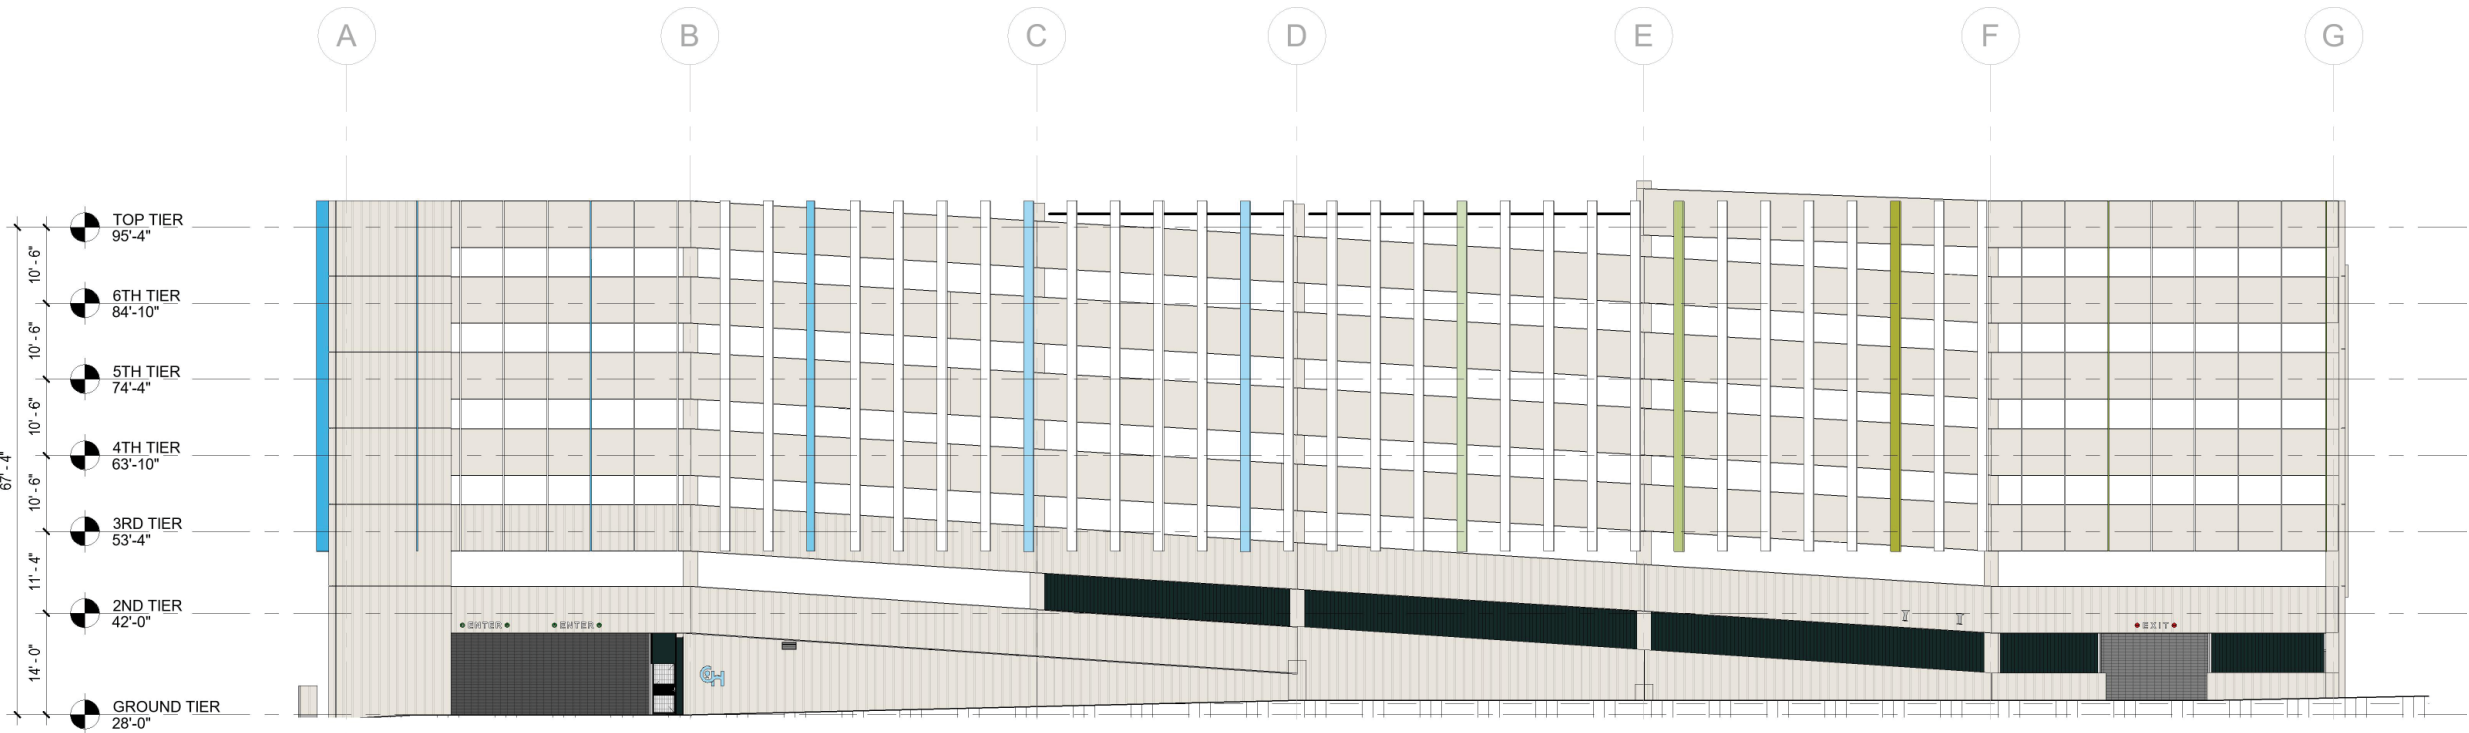 A
B
C
D
E
F
G
TOP TIER
95'-4"
10' - 6"
6TH TIER
84'-10"
10' - 6"
5TH TIER
74'-4"
10' - 6"
4TH TIER
63'-10"
10' - 6"
3RD TIER
53'-4"
11' - 4"
2ND TIER
42'-0"
14' - 0"
GROUND TIER
28'-0"
67' - 4"
ENTER
ENTER
EXIT